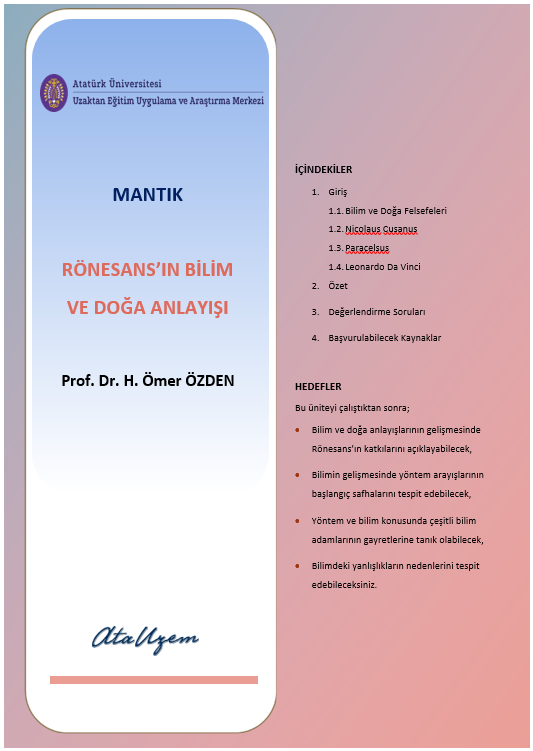 Atatürk Üniversitesi
Uzaktan Eğitim Uygulama ve Araştırma Merkezi
MANTIK
RÖNESANS’IN BİLİM
VE DOĞA ANLAYIŞI
Prof. Dr. H. Ömer ÖZDEN
AtaUzem
İÇİNDEKİLER
1. Giriş
1.1. Bilim ve Doğa Felsefeleri
1.2. Nicolaus Cusanus
1.3. Paracelsus
1.4. Leonardo Da Vinci
2. Özet
3. Değerlendirme Soruları
4. Başvurulabilecek Kaynaklar
HEDEFLER
Bu üniteyi çalıştıktan sonra;
• Bilim ve doğa anlayışlarının gelişmesinde
Rönesans’ın katkılarını açıklayabilecek,
• Bilimin gelişmesinde yöntem arayışlarının
başlangıç safhalarını tespit edebilecek,
• Yöntem ve bilim konusunda çeşitli bilim
adamlarının gayretlerine tanık olabilecek,
• Bilimdeki yanlışlıkların nedenlerini tespit
edebileceksiniz.